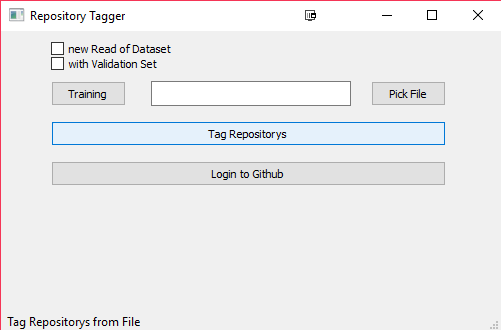 Repository Tagger
new Read of Dataset
with Validation Set
Training Pick File
Tag Repositorys
Login to Github
Tag Repositorys from File